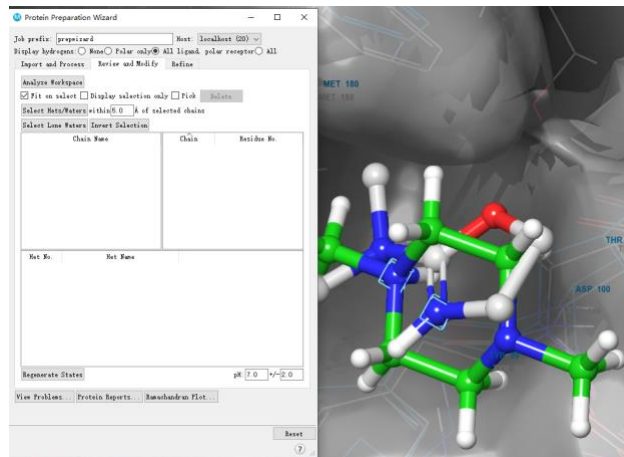 Protein Preparation Wizard
Job prefix: prepwizard Host: localhost (20)
Display hydrogens: None Polar only All ligand, polar receptor All
Import and Process Review and Modify Refine
Analyze Workspace
Fit on select Display selection only Pick Delete
Select Hets/Waters within 5.0 Å of selected chains
Select Lone Waters Invert Selection
Chain Name Chain Residue No.
Het No. Het Name
Regenerate States pH: 7.0 +/- 2.0
View Problems... Protein Reports... Ramachandran Plot...
Reset
?
MET 180
MET 180
THR
ASP 100